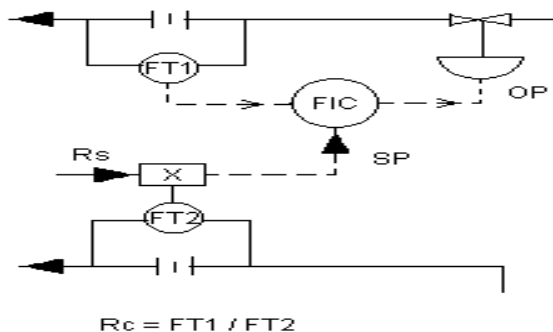 FT1
FIC
OP
Rs
X
SP
FT2
Rc = FT1 / FT2